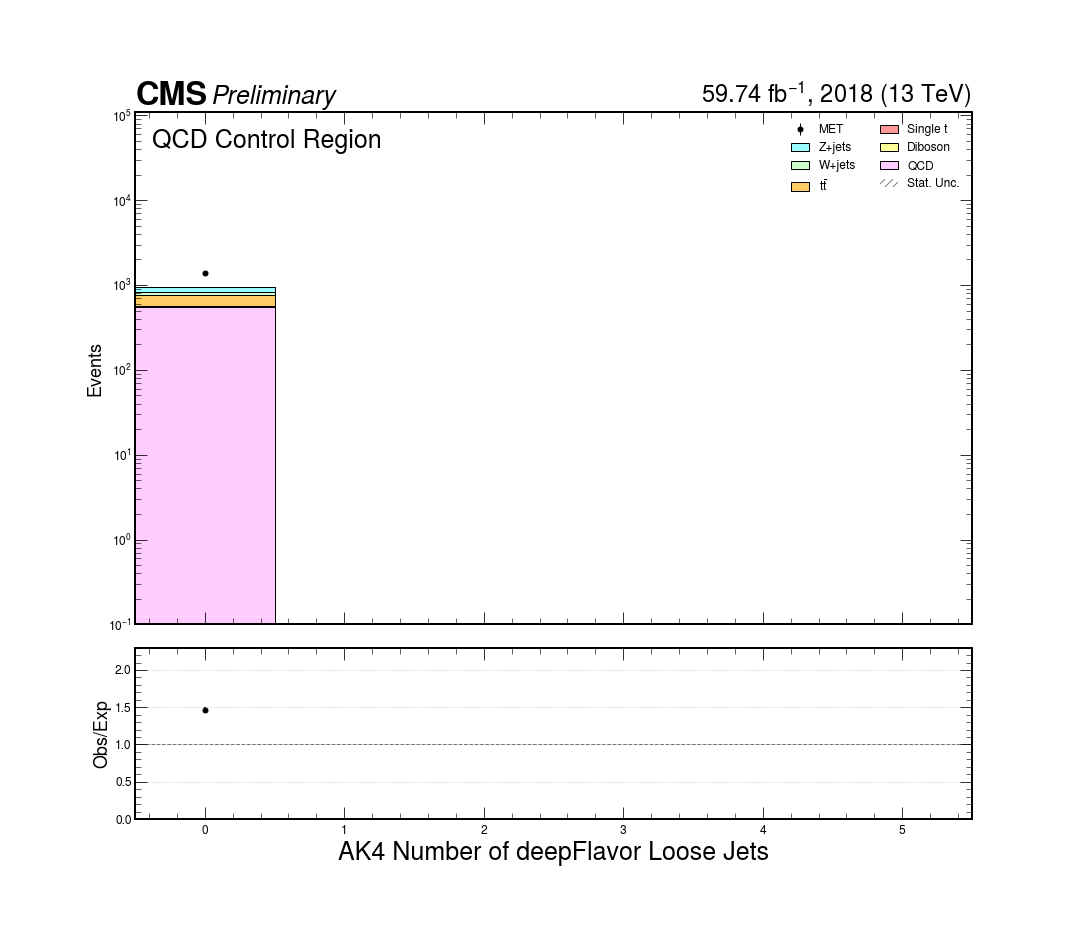 CMS Preliminary
59.74 fb⁻¹, 2018 (13 TeV)
QCD Control Region
MET
Z+jets
W+jets
tt̄
Single t
Diboson
QCD
Stat. Unc.
Events
10⁵
10⁴
10³
10²
10¹
10⁰
10⁻¹
Obs/Exp
2.0
1.5
1.0
0.5
0.0
0 1 2 3 4 5
AK4 Number of deepFlavor Loose Jets